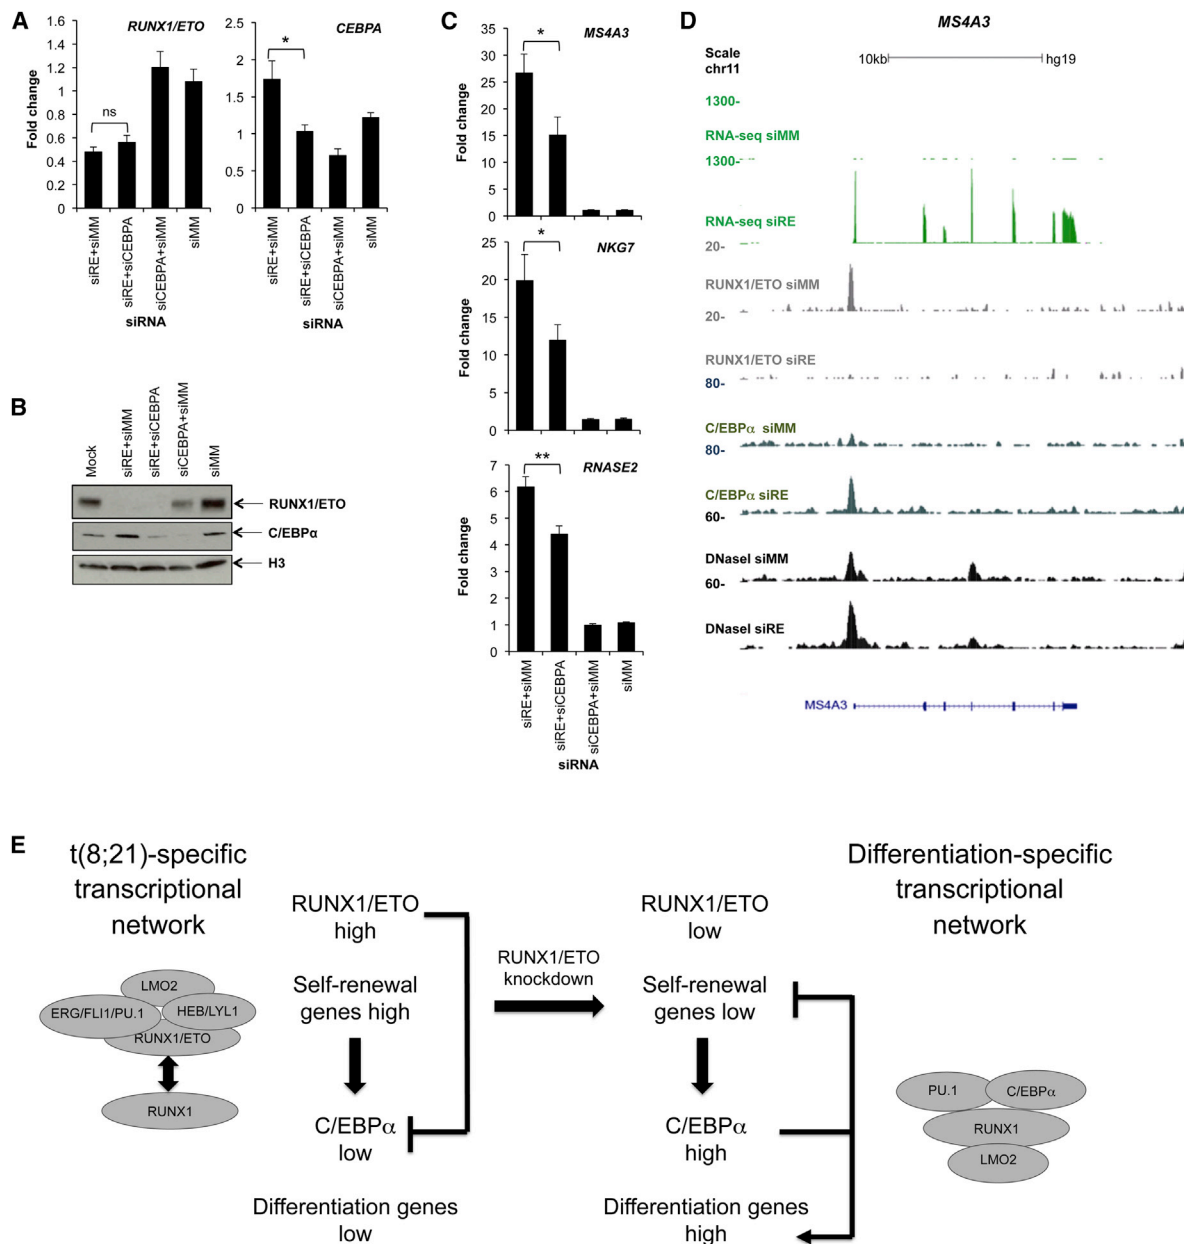 A
RUNX1/ETO
Fold change
1.6
1.4
1.2
1.0
0.8
0.6
0.4
0.2
0
ns
siRE+siMM
siRE+siCEBPA
siCEBPA+siMM
siMM
siRNA
CEBPA
Fold change
2.5
2
1.5
1
0.5
0
*
siRE+siMM
siRE+siCEBPA
siCEBPA+siMM
siMM
siRNA
B
Mock
siRE+siMM
siRE+siCEBPA
siCEBPA+siMM
siMM
RUNX1/ETO
C/EBPα
H3
C
MS4A3
Fold change
35
30
25
20
15
10
5
0
*
NKG7
Fold change
25
20
15
10
5
0
*
RNASE2
Fold change
7
6
5
4
3
2
1
0
**
siRE+siMM
siRE+siCEBPA
siCEBPA+siMM
siMM
siRNA
D
MS4A3
Scale
chr11
10kb
hg19
1300-
RNA-seq siMM
1300-
RNA-seq siRE
20-
RUNX1/ETO siMM
20-
RUNX1/ETO siRE
80-
C/EBPα siMM
80-
C/EBPα siRE
60-
DNaseI siMM
60-
DNaseI siRE
MS4A3
E
t(8;21)-specific
transcriptional
network
LMO2
ERG/FLI1/PU.1
HEB/LYL1
RUNX1/ETO
RUNX1
RUNX1/ETO
high
Self-renewal
genes high
C/EBPα
low
Differentiation genes
low
RUNX1/ETO
knockdown
RUNX1/ETO
low
Self-renewal
genes low
C/EBPα
high
Differentiation genes
high
Differentiation-specific
transcriptional
network
PU.1
C/EBPα
RUNX1
LMO2